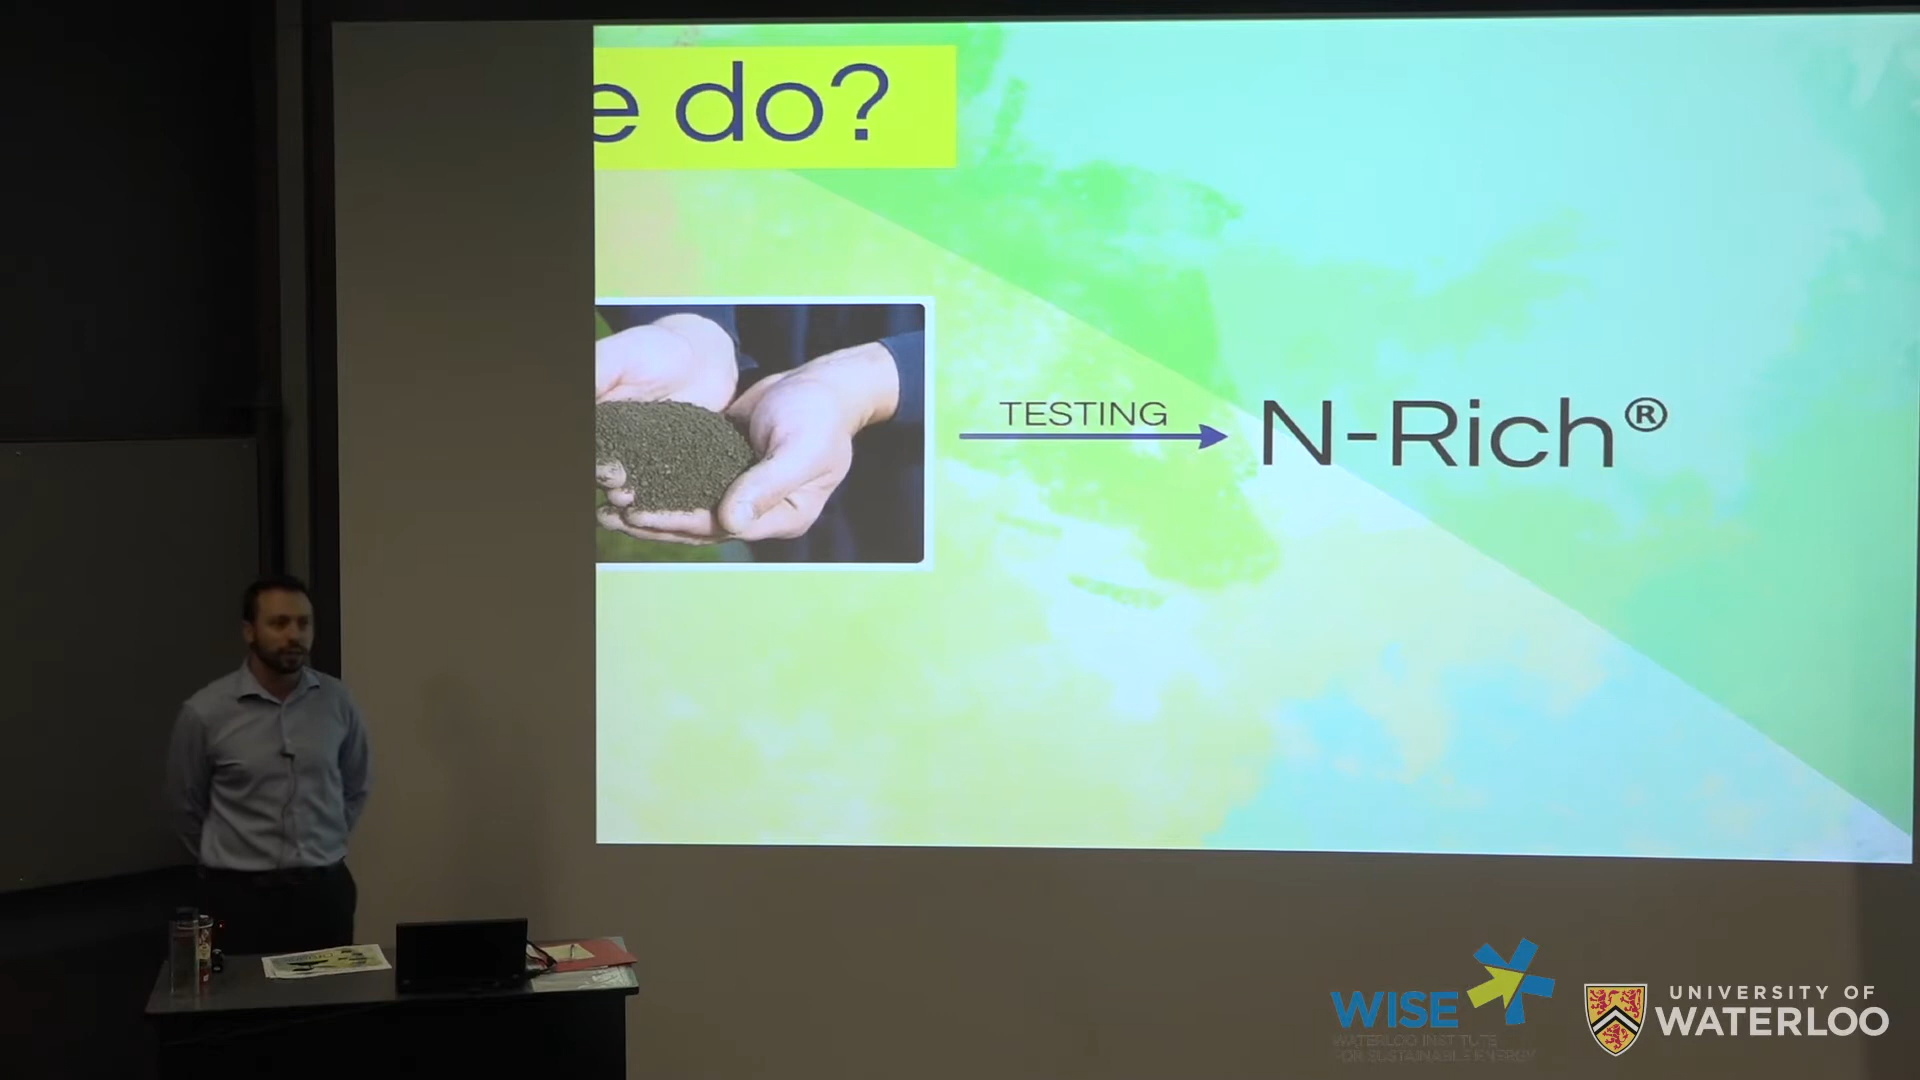 e do?
TESTING
N-Rich®
WISE
WATERLOO INSTITUTE
FOR SUSTAINABLE ENERGY
UNIVERSITY OF
WATERLOO